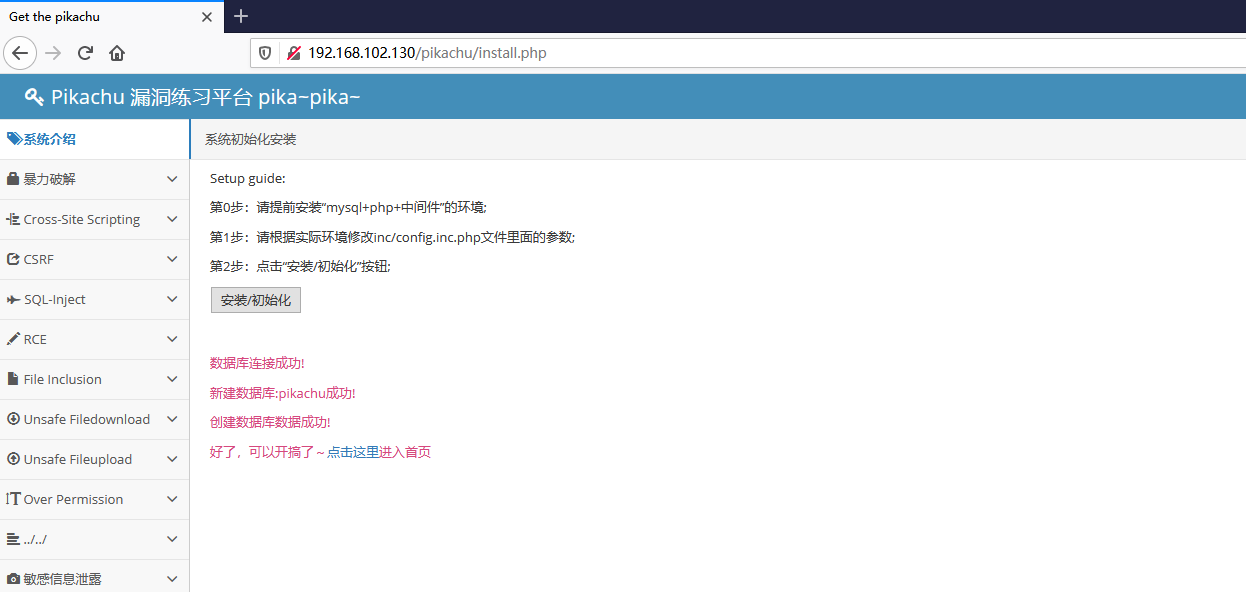 Get the pikachu
192.168.102.130/pikachu/install.php
Pikachu 漏洞练习平台 pika~pika~
系统介绍
系统初始化安装
暴力破解
Cross-Site Scripting
CSRF
SQL-Inject
RCE
File Inclusion
Unsafe Filedownload
Unsafe Fileupload
Over Permission
../../
敏感信息泄露
Setup guide:
第0步：请提前安装“mysql+php+中间件”的环境;
第1步：请根据实际环境修改inc/config.inc.php文件里面的参数;
第2步：点击“安装/初始化”按钮;
安装/初始化
数据库连接成功!
新建数据库:pikachu成功!
创建数据库数据成功!
好了，可以开搞了～点击这里进入首页